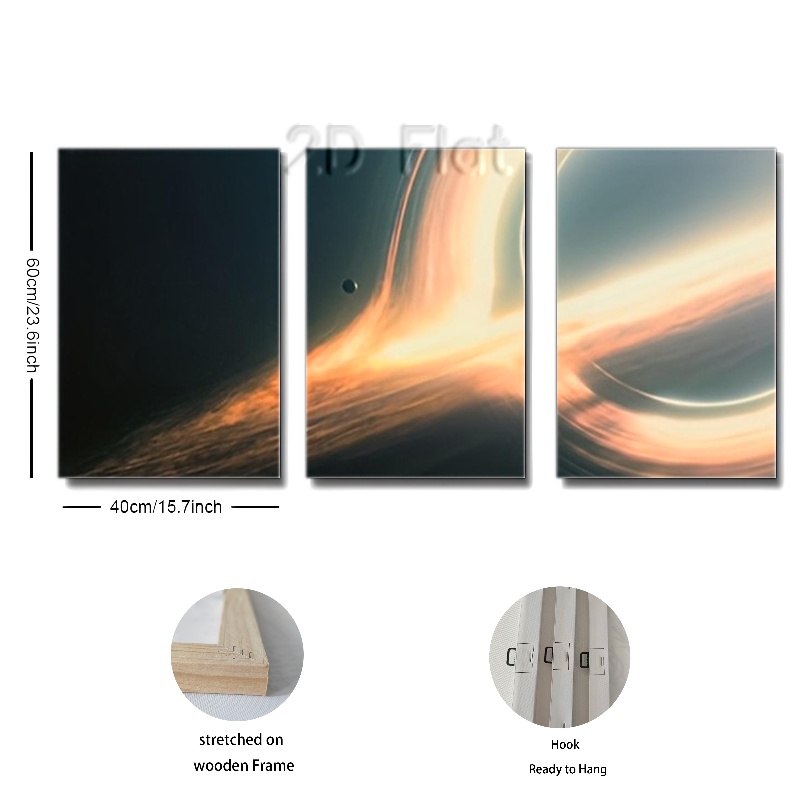 2D Flat
60cm/23.6inch
40cm/15.7inch
stretched on
wooden Frame
Hook
Ready to Hang